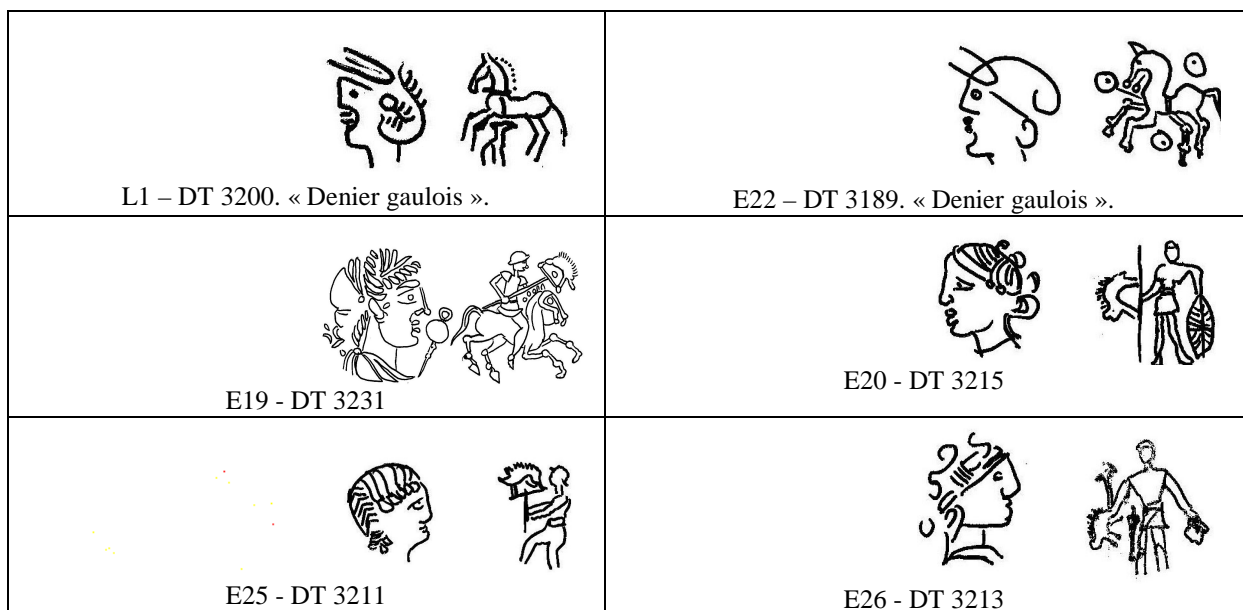 L1 – DT 3200. « Denier gaulois ».
E22 – DT 3189. « Denier gaulois ».
E19 - DT 3231
E20 - DT 3215
E25 - DT 3211
E26 - DT 3213